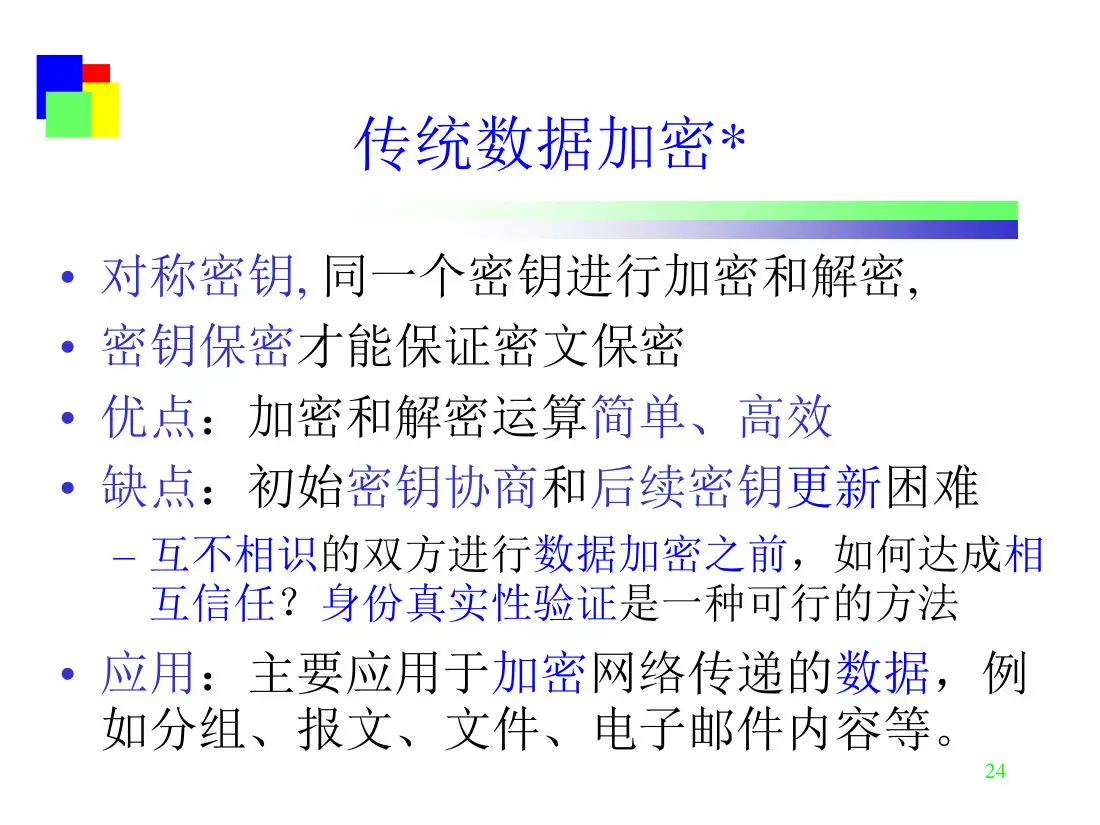 传统数据加密*
• 对称密钥, 同一个密钥进行加密和解密,
• 密钥保密才能保证密文保密
• 优点：加密和解密运算简单、高效
• 缺点：初始密钥协商和后续密钥更新困难
– 互不相识的双方进行数据加密之前，如何达成相
互信任？身份真实性验证是一种可行的方法
• 应用：主要应用于加密网络传递的数据，例
如分组、报文、文件、电子邮件内容等。
24